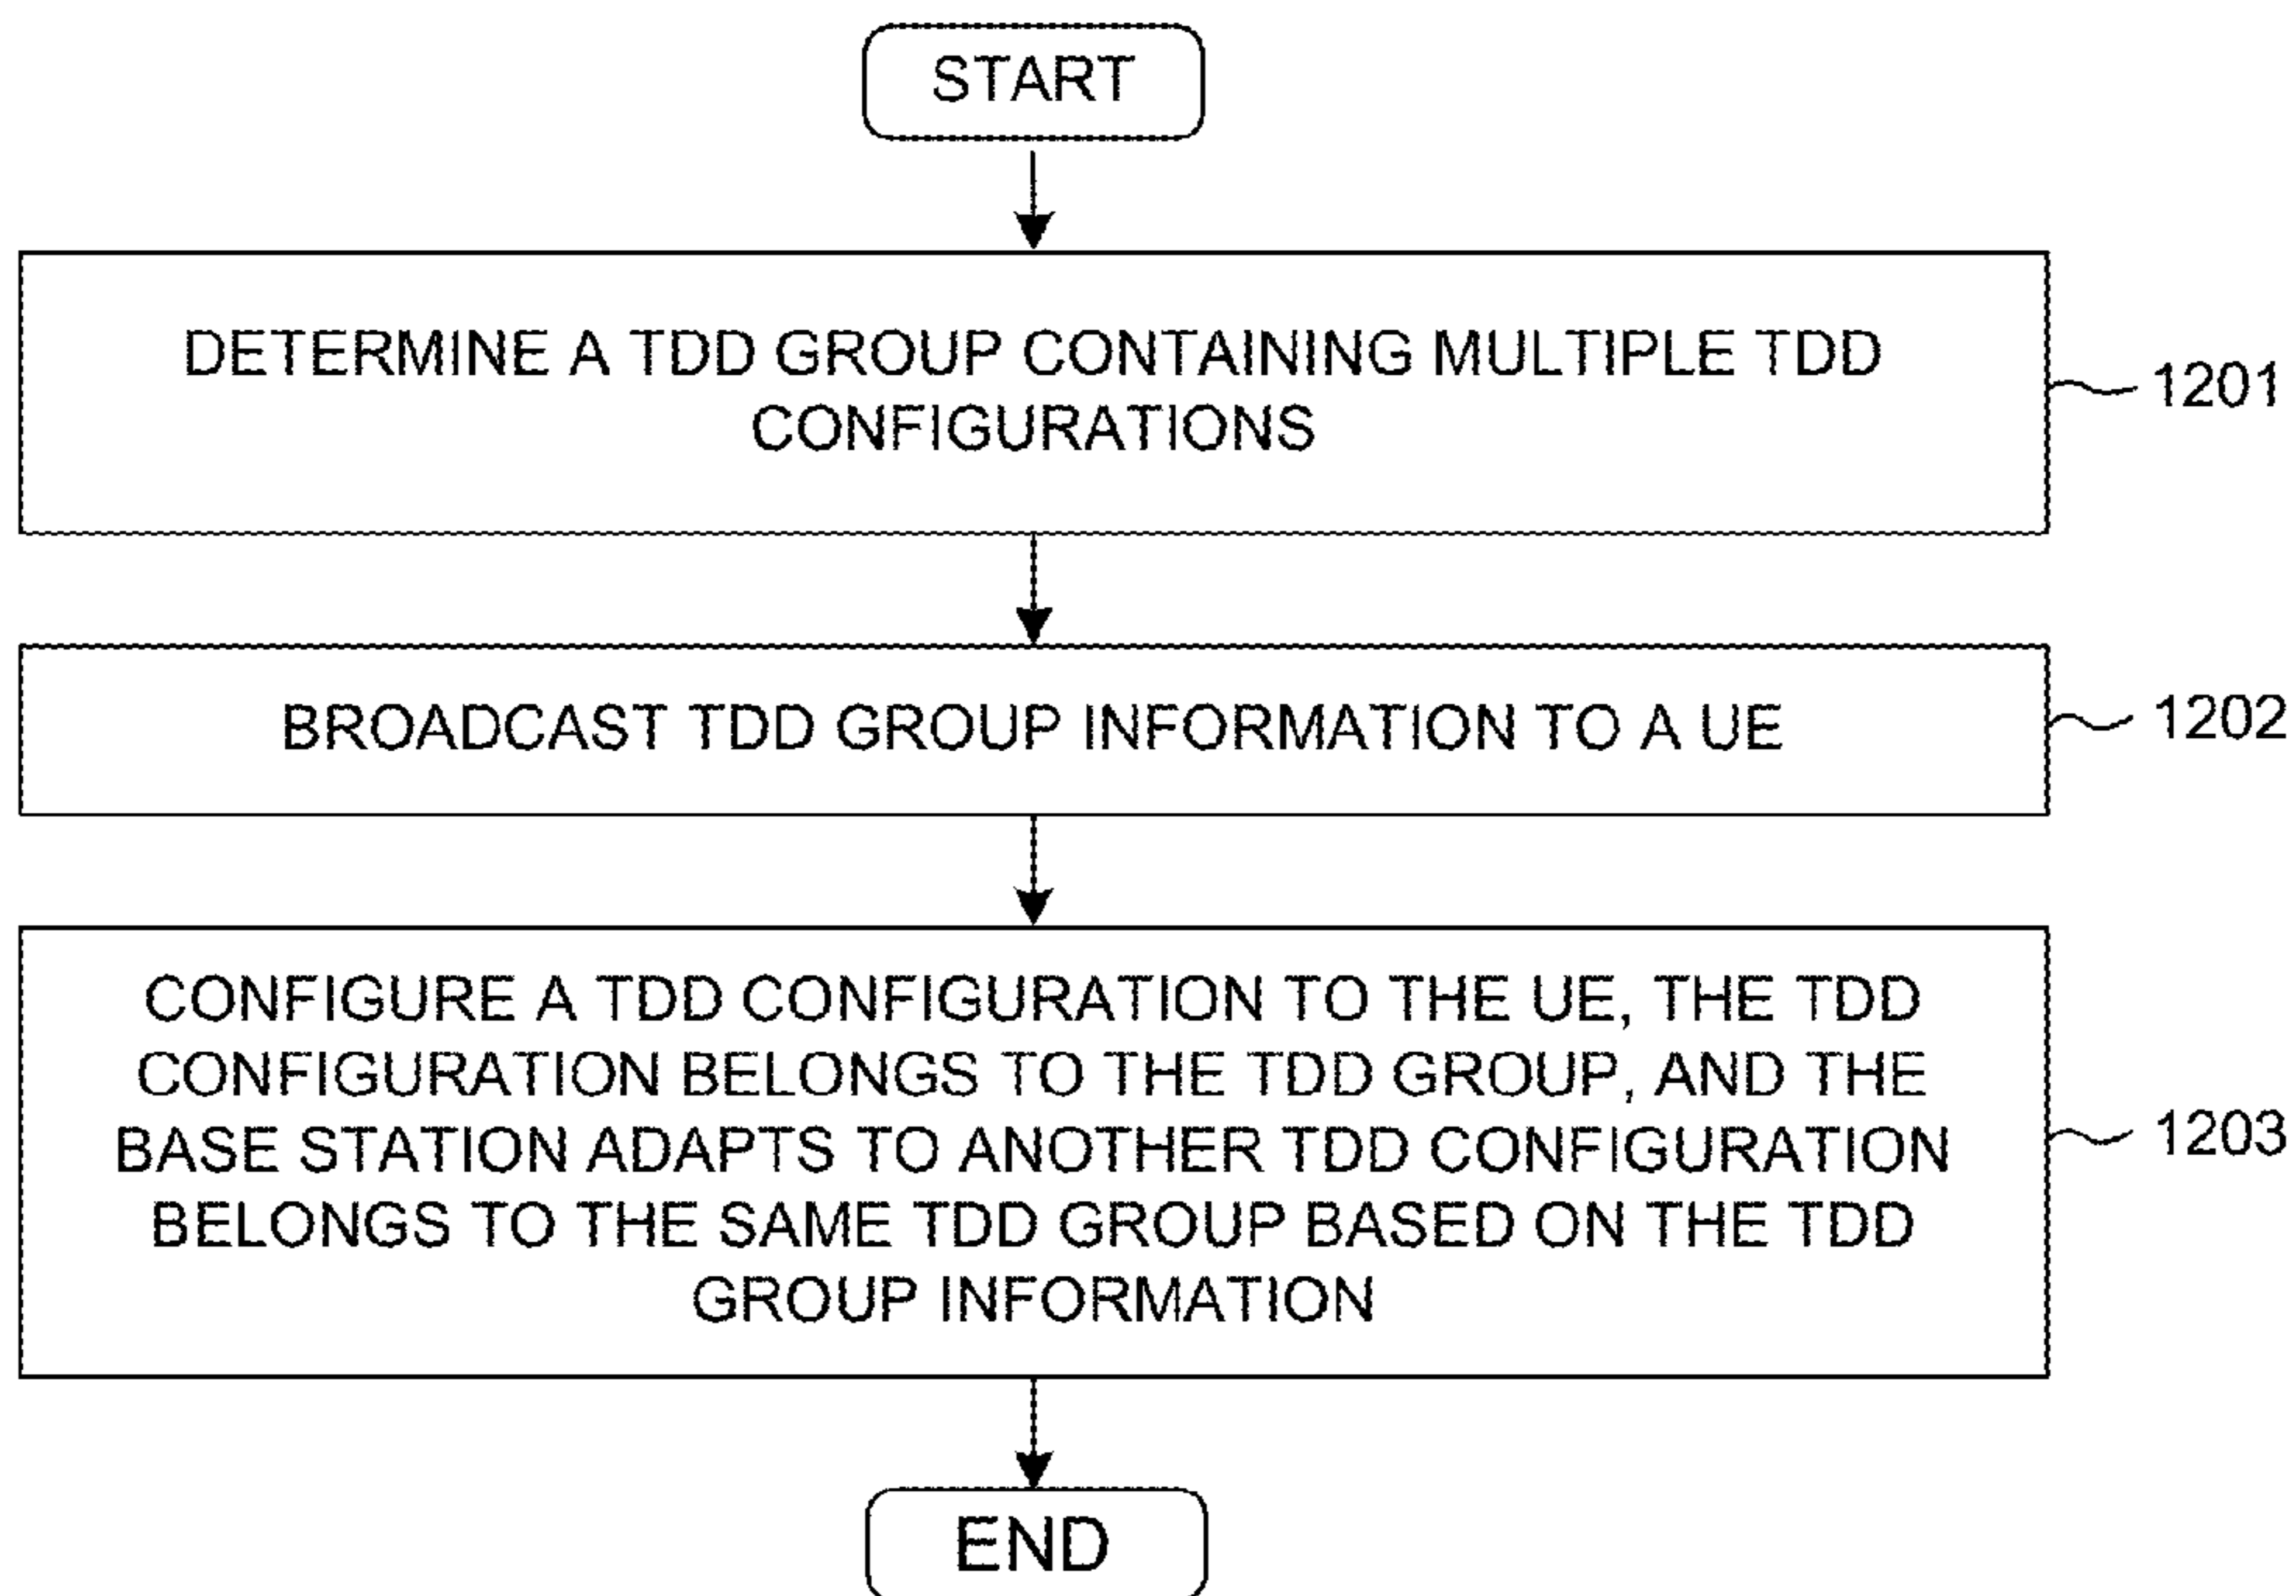 START
DETERMINE A TDD GROUP CONTAINING MULTIPLE TDD
CONFIGURATIONS
1201
BROADCAST TDD GROUP INFORMATION TO A UE
1202
CONFIGURE A TDD CONFIGURATION TO THE UE, THE TDD
CONFIGURATION BELONGS TO THE TDD GROUP, AND THE
BASE STATION ADAPTS TO ANOTHER TDD CONFIGURATION
BELONGS TO THE SAME TDD GROUP BASED ON THE TDD
GROUP INFORMATION
1203
END